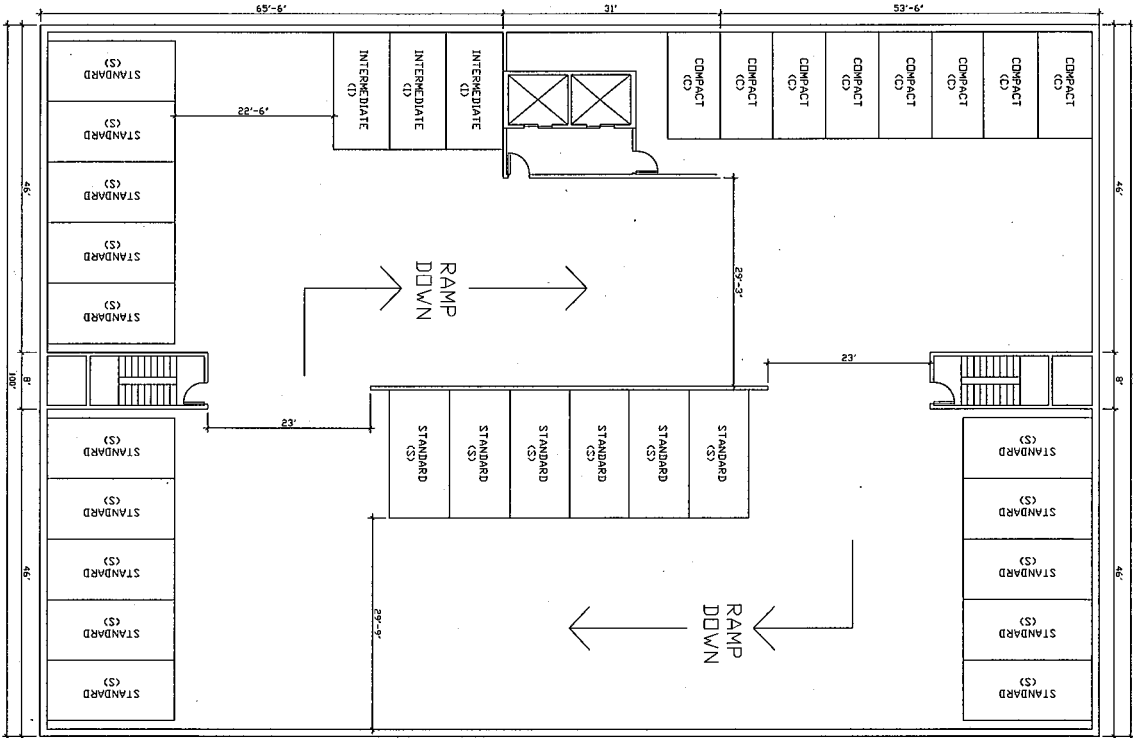 65'-6"
31'
53'-6"
STANDARD
(S)
INTERMEDIATE
(I)
INTERMEDIATE
(I)
INTERMEDIATE
(I)
COMPACT
(C)
COMPACT
(C)
COMPACT
(C)
COMPACT
(C)
COMPACT
(C)
COMPACT
(C)
COMPACT
(C)
COMPACT
(C)
22'-6"
STANDARD
(S)
STANDARD
(S)
46'
46'
STANDARD
(S)
STANDARD
(S)
RAMP
DOWN
29'-3"
23'
8'
100'
8'
23'
STANDARD
(S)
STANDARD
(S)
STANDARD
(S)
STANDARD
(S)
STANDARD
(S)
STANDARD
(S)
STANDARD
(S)
STANDARD
(S)
STANDARD
(S)
STANDARD
(S)
STANDARD
(S)
STANDARD
(S)
STANDARD
(S)
STANDARD
(S)
46'
46'
29'-9"
RAMP
DOWN
STANDARD
(S)
STANDARD
(S)